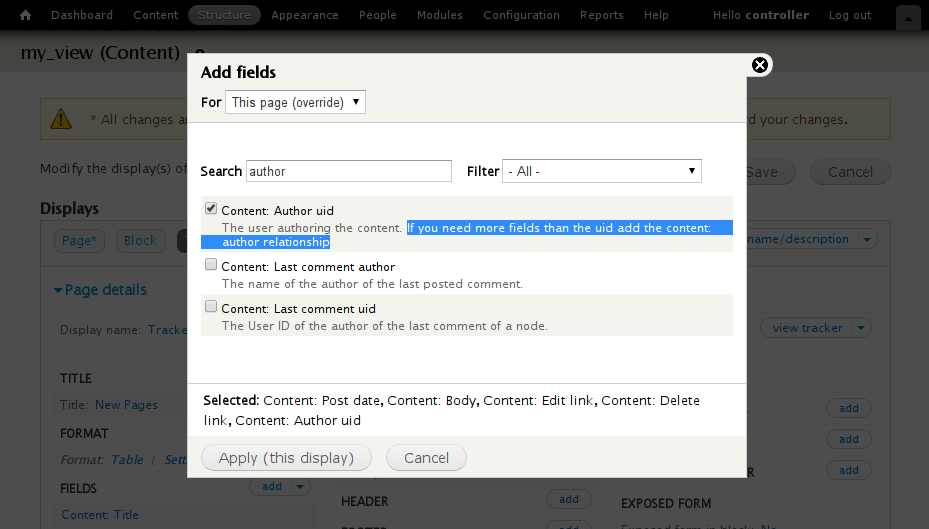 Dashboard Content Structure Appearance People Modules Configuration Reports Help Hello controller Log out
my_view (Content)
Add fields
For This page (override)
* All changes a
d your changes.
Search author Filter - All -
Modify the display(s) of
Save Cancel
Displays
Content: Author uid
The user authoring the content. If you need more fields than the uid add the content:
author relationship
Page* Block
name/description
Content: Last comment author
The name of the author of the last posted comment.
Page details
Content: Last comment uid
The User ID of the author of the last comment of a node.
Display name: Tracke
view tracker
TITLE
Title: New Pages
Selected: Content: Post date, Content: Body, Content: Edit link, Content: Delete
link, Content: Author uid
add
FORMAT
add
Format: Table | Sett
Apply (this display) Cancel
R add
FIELDS add
HEADER add
EXPOSED FORM
Content: Title
Exposed form in block: No